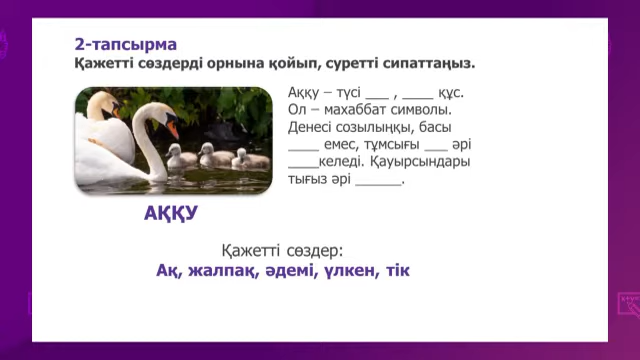 2-тапсырма
Қажетті сөздерді орнына қойып, суретті сипаттаңыз.
Аққу – түсі ___ , ____ құс.
Ол – махаббат символы.
Денесі созылыңқы, басы
____ емес, тұмсығы ___ әрі
____келеді. Қауырсындары
тығыз әрі ______.
АҚҚУ
Қажетті сөздер:
Ақ, жалпақ, әдемі, үлкен, тік